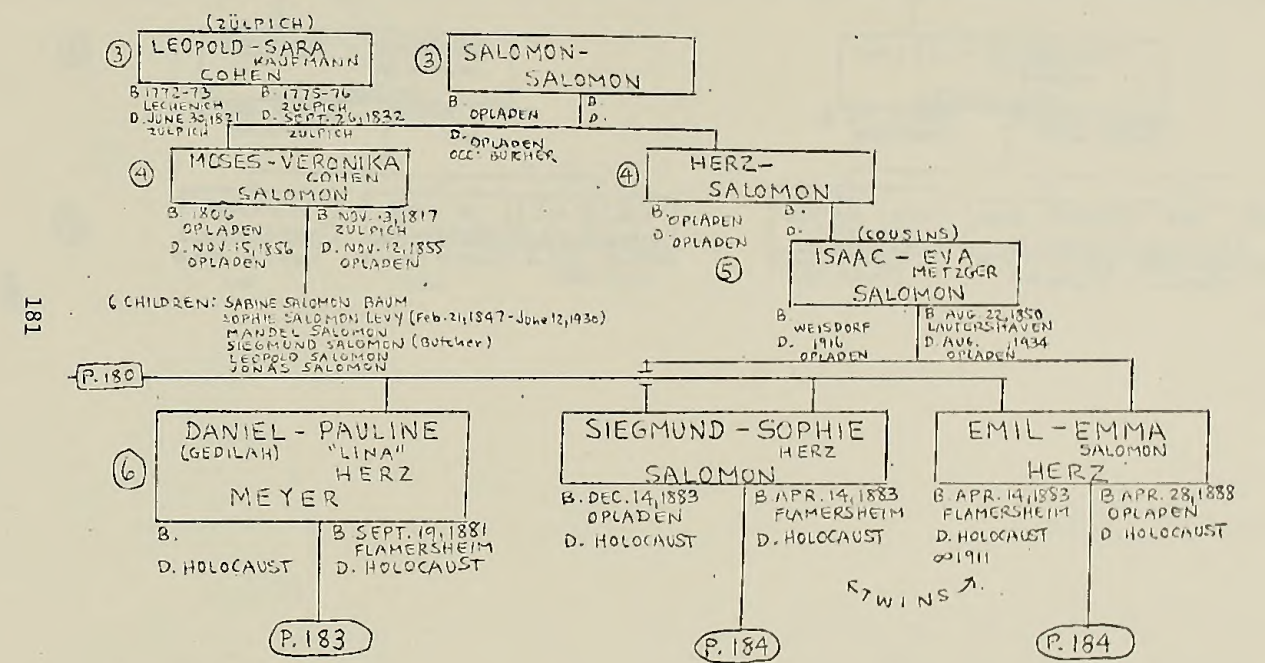 (ZÜLPICH)
③ LEOPOLD - SARA
KAUFMANN
COHEN
B 1772-73
LECHENICH
D. JUNE 30, 1821
ZÜLPICH
B. 1775-76
ZÜLPICH
D. SEPT. 26, 1832
ZÜLPICH
③ SALOMON-
SALOMON
B.
OPLADEN
D. OPLADEN
OCC: BUTCHER
B.
D.
④ MOSES - VERONIKA
COHEN
SALOMON
B. 1806
OPLADEN
D. NOV. 15, 1856
OPLADEN
B NOV. 13, 1817
ZÜLPICH
D. NOV. 12, 1855
OPLADEN
④ HERZ-
SALOMON
B. OPLADEN
D. OPLADEN
B.
D.
(COUSINS)
⑤ ISAAC - EVA
METZGER
SALOMON
B.
WEISDORF
D. 1916
OPLADEN
B AUG. 22, 1850
LAUTERSHAVEN
D. AUG. , 1934
OPLADEN
6 CHILDREN: SABINE SALOMON BAUM
SOPHIE SALOMON LEVY (Feb. 21, 1847 - June 12, 1930)
MANDEL SALOMON
SIEGMUND SALOMON (Butcher)
LEOPOLD SALOMON
JONAS SALOMON
181
P. 180
⑥ DANIEL - PAULINE
(GEDILAH) "LINA"
HERZ
MEYER
B.
D. HOLOCAUST
B SEPT. 19, 1881
FLAMERSHEIM
D. HOLOCAUST
P. 183
SIEGMUND - SOPHIE
HERZ
SALOMON
B. DEC. 14, 1883
OPLADEN
D. HOLOCAUST
B APR. 14, 1883
FLAMERSHEIM
D. HOLOCAUST
P. 184
EMIL - EMMA
SALOMON
HERZ
B. APR. 14, 1883
FLAMERSHEIM
D. HOLOCAUST
∞ 1911
B APR. 28, 1888
OPLADEN
D HOLOCAUST
↖ TWINS ↗
P. 184